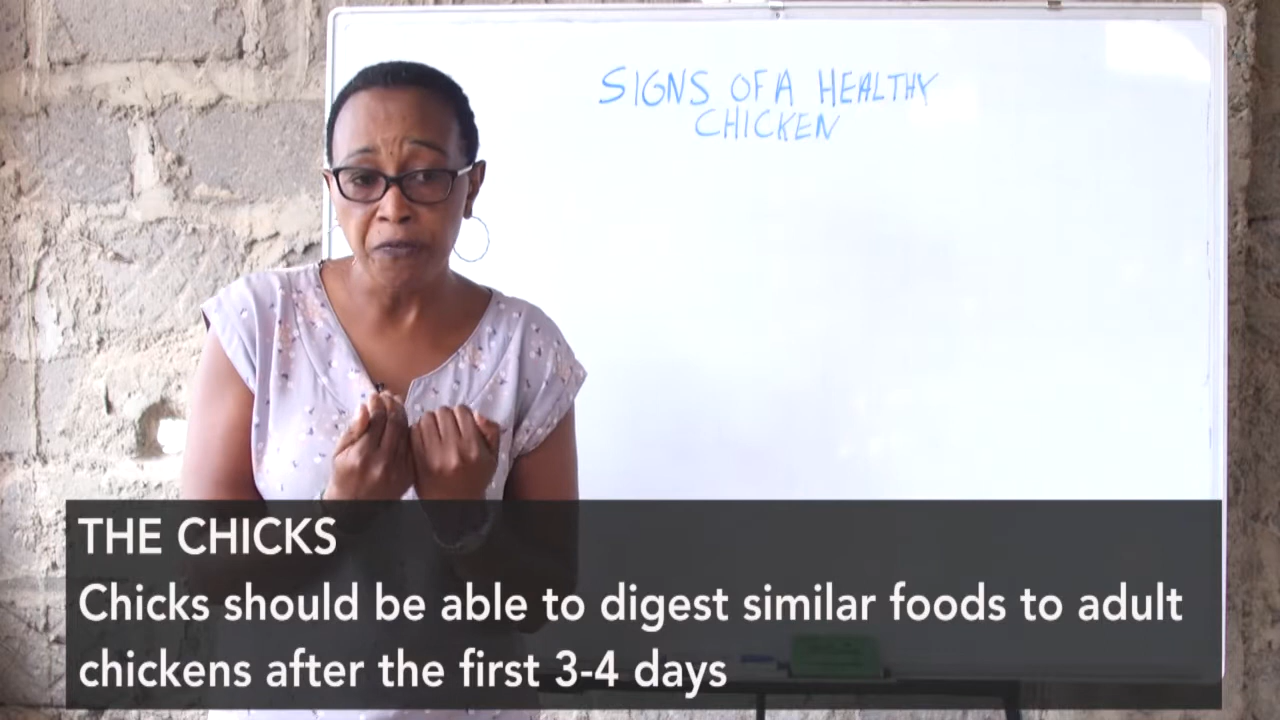 SIGNS OF A HEALTHY
CHICKEN
THE CHICKS
Chicks should be able to digest similar foods to adult
chickens after the first 3-4 days